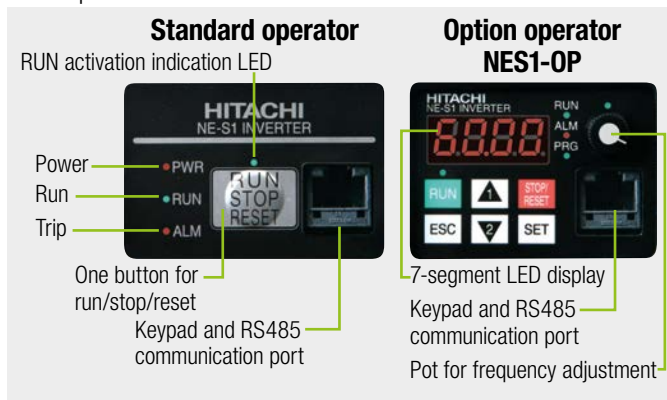 Standard operator
RUN activation indication LED
HITACHI
NE-S1 INVERTER
Power
PWR
RUN
STOP
RESET
Run
RUN
Trip
ALM
One button for
run/stop/reset
Keypad and RS485
communication port
Option operator
NES1-OP
HITACHI
NE-S1 INVERTER
RUN
8.8.8.8.
ALM
PRG
RUN
1
STOP/
RESET
ESC
2
SET
7-segment LED display
Keypad and RS485
communication port
Pot for frequency adjustment